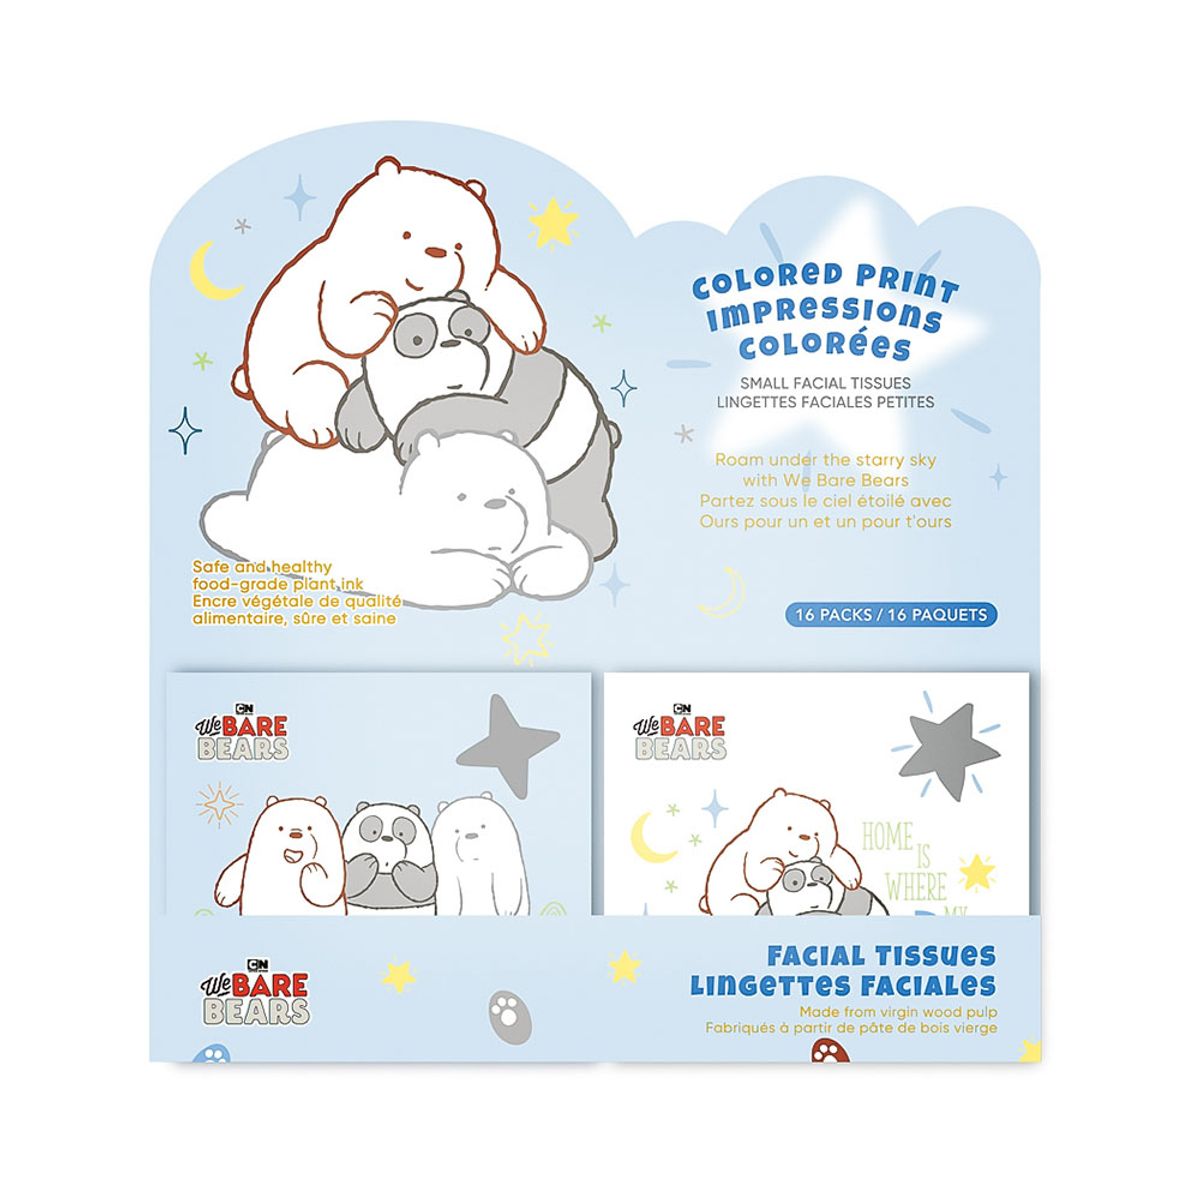 COLORED PRINT
IMPRESSIONS
COLORÉES
SMALL FACIAL TISSUES
LINGETTES FACIALES PETITES
Roam under the starry sky
with We Bare Bears
Partez sous le ciel étoilé avec
Ours pour un et un pour t'ours
Safe and healthy
food-grade plant ink
Encre végétale de qualité
alimentaire, sûre et saine
16 PACKS / 16 PAQUETS
CN
We BARE
BEARS
CN
We BARE
BEARS
HOME
IS
WHERE
MY
CN
We BARE
BEARS
FACIAL TISSUES
LINGETTES FACIALES
Made from virgin wood pulp
Fabriqués à partir de pâte de bois vierge